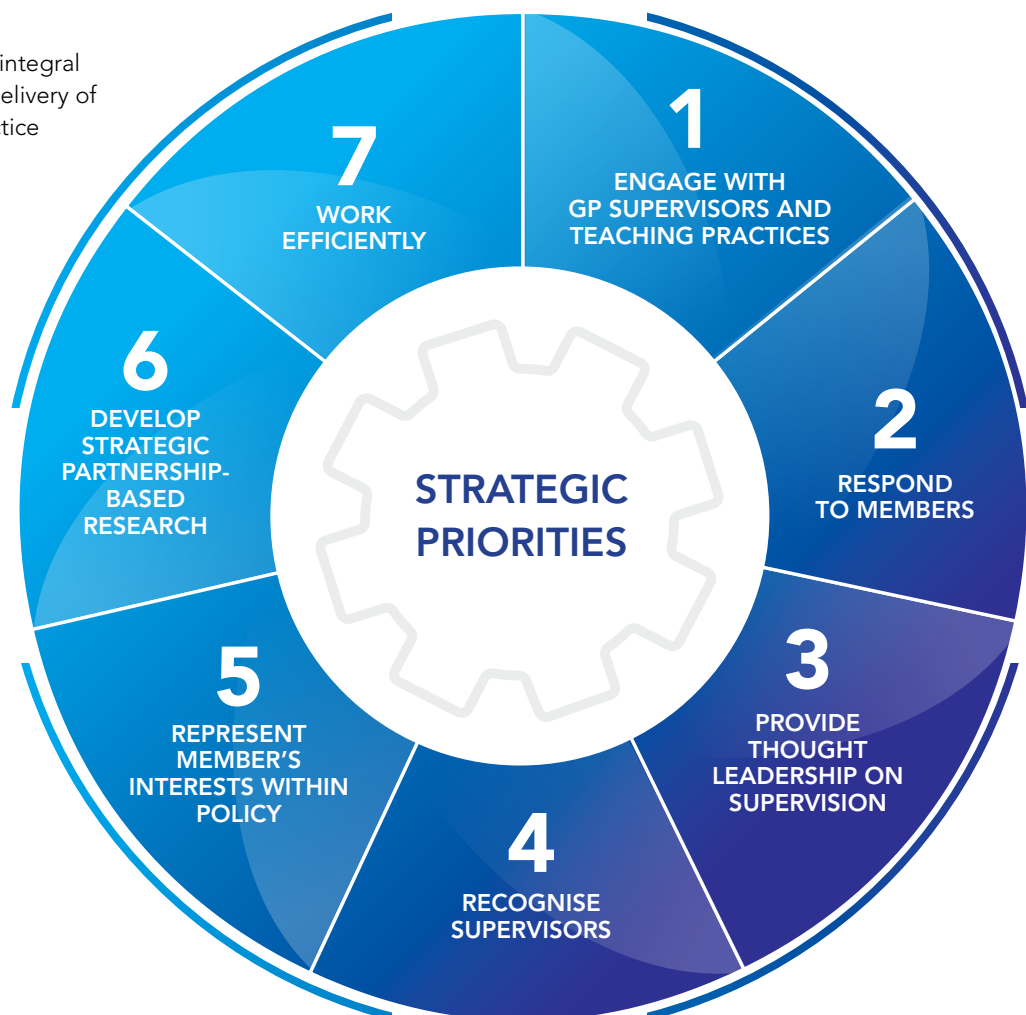 integral
elivery of
ctice
1
ENGAGE WITH
GP SUPERVISORS AND
TEACHING PRACTICES
2
RESPOND
TO MEMBERS
3
PROVIDE
THOUGHT
LEADERSHIP ON
SUPERVISION
4
RECOGNISE
SUPERVISORS
5
REPRESENT
MEMBER'S
INTERESTS WITHIN
POLICY
6
DEVELOP
STRATEGIC
PARTNERSHIP-
BASED
RESEARCH
7
WORK
EFFICIENTLY
STRATEGIC
PRIORITIES